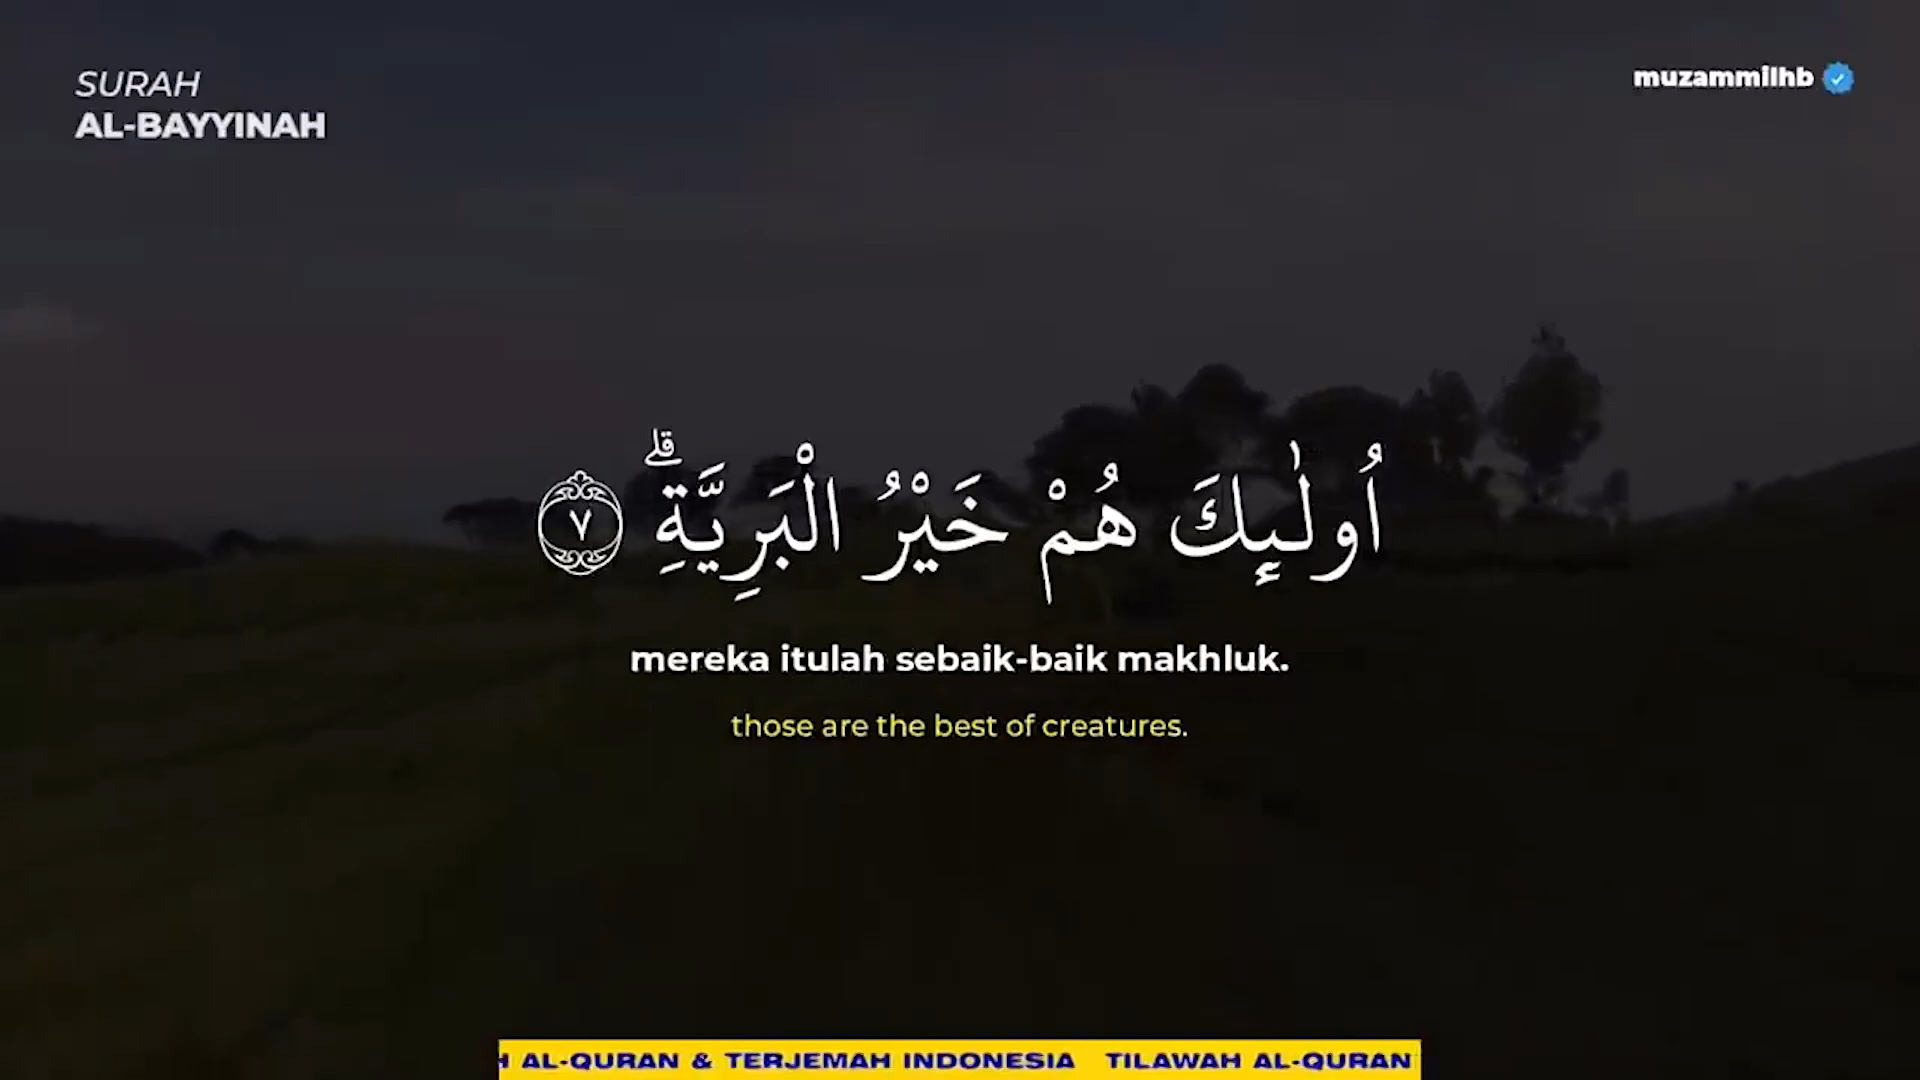 SURAH
AL-BAYYINAH
muzammilhb
اُولٰۤىِٕكَ هُمْ خَيْرُ الْبَرِيَّةِۗ ٧
mereka itulah sebaik-baik makhluk.
those are the best of creatures.
H AL-QURAN & TERJEMAH INDONESIA TILAWAH AL-QURAN